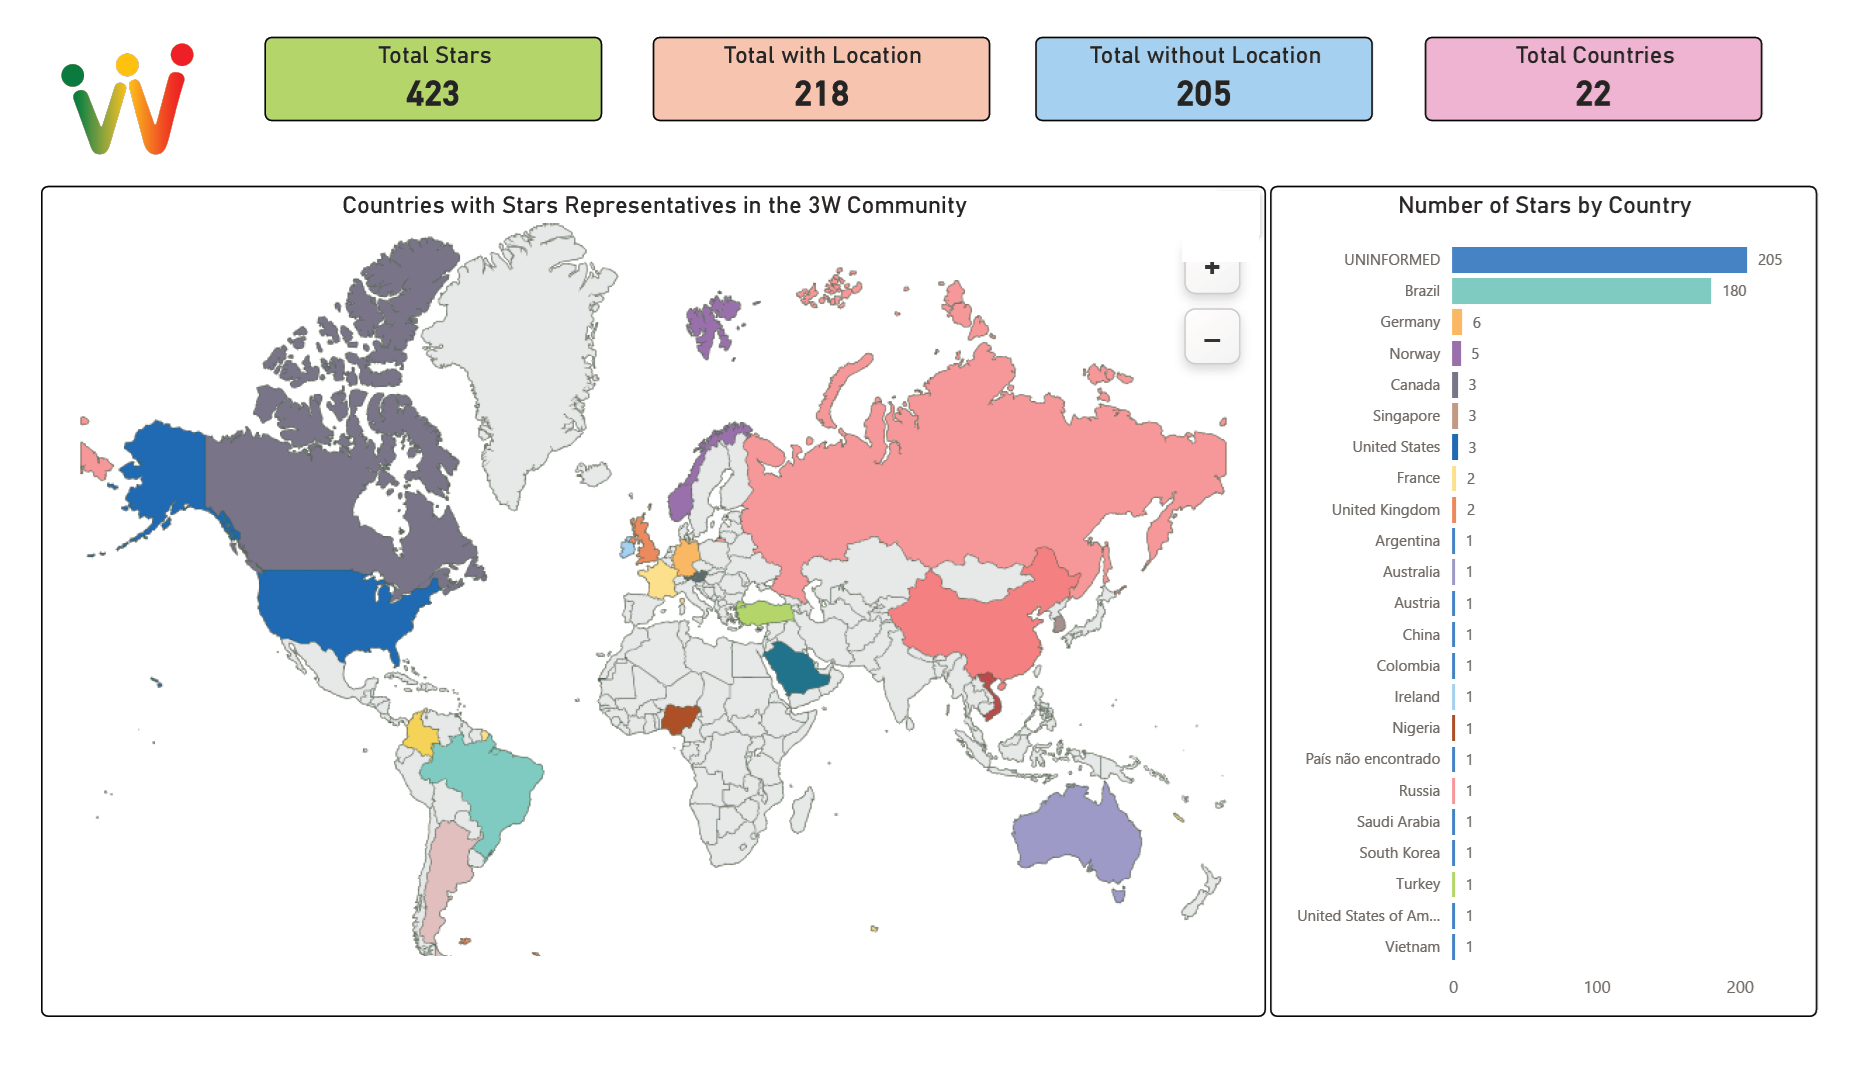 Total Stars
423
Total with Location
218
Total without Location
205
Total Countries
22
Countries with Stars Representatives in the 3W Community
+
−
Number of Stars by Country
UNINFORMED 205
Brazil 180
Germany 6
Norway 5
Canada 3
Singapore 3
United States 3
France 2
United Kingdom 2
Argentina 1
Australia 1
Austria 1
China 1
Colombia 1
Ireland 1
Nigeria 1
País não encontrado 1
Russia 1
Saudi Arabia 1
South Korea 1
Turkey 1
United States of Am... 1
Vietnam 1
0 100 200